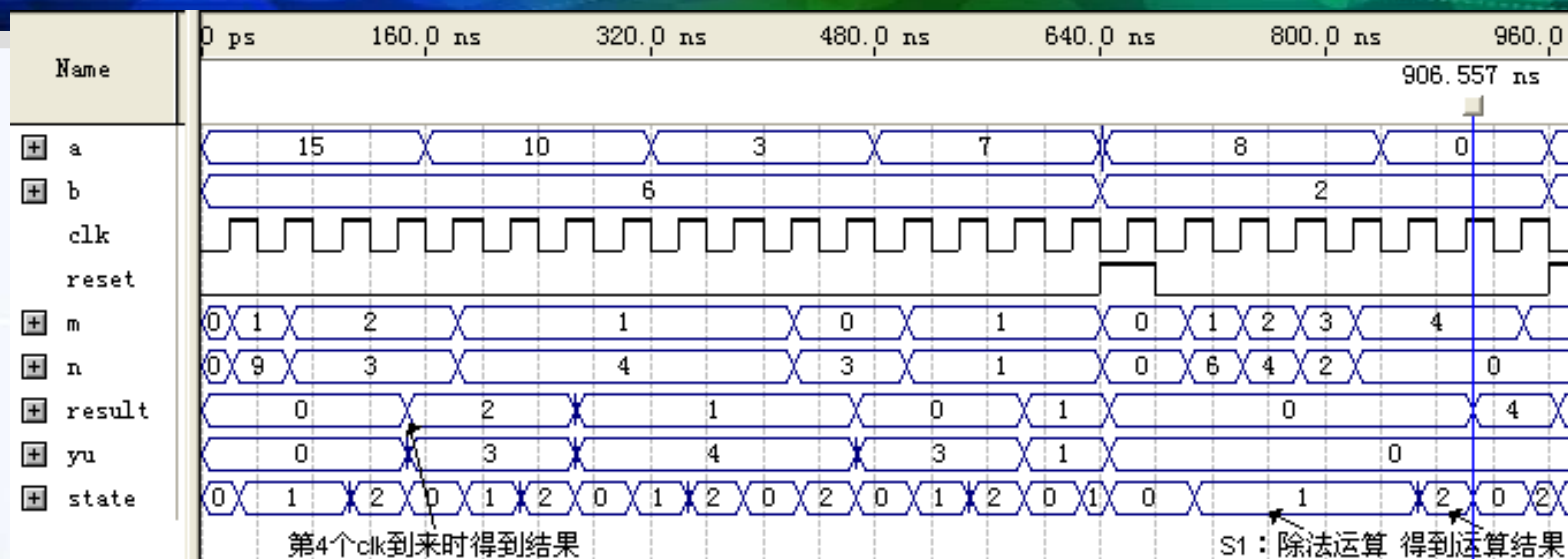 0 ps 160.0 ns 320.0 ns 480.0 ns 640.0 ns 800.0 ns 960.0
Name
906.557 ns
a 15 10 3 7 8 0
b 6 2
clk
reset
m 0 1 2 1 0 1 0 1 2 3 4
n 0 9 3 4 3 1 0 6 4 2 0
result 0 2 1 0 1 0 4
yu 0 3 4 3 1 0
state 0 1 2 0 1 2 0 1 2 0 2 0 1 2 0 1 0 1 2 0 2
第4个clk到来时得到结果
S1：除法运算 得到运算结果